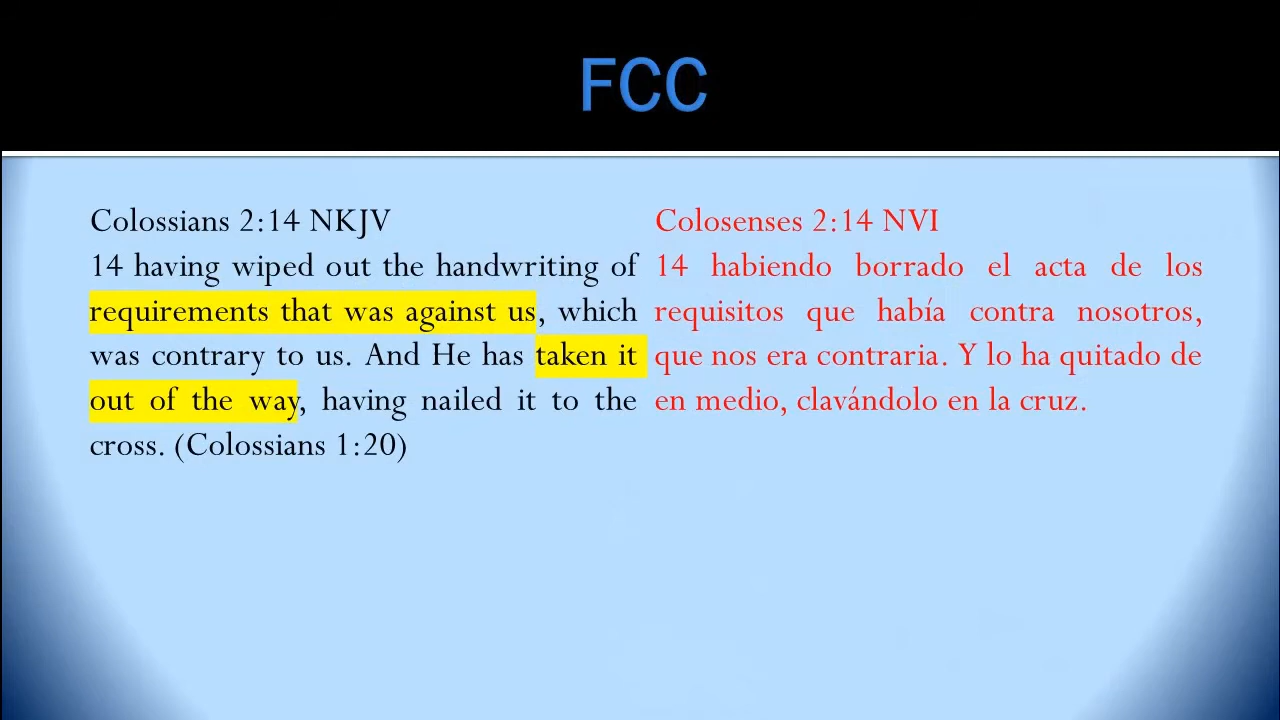 FCC
Colossians 2:14 NKJV
14 having wiped out the handwriting of
requirements that was against us, which
was contrary to us. And He has taken it
out of the way, having nailed it to the
cross. (Colossians 1:20)
Colosenses 2:14 NVI
14 habiendo borrado el acta de los
requisitos que había contra nosotros,
que nos era contraria. Y lo ha quitado de
en medio, clavándolo en la cruz.